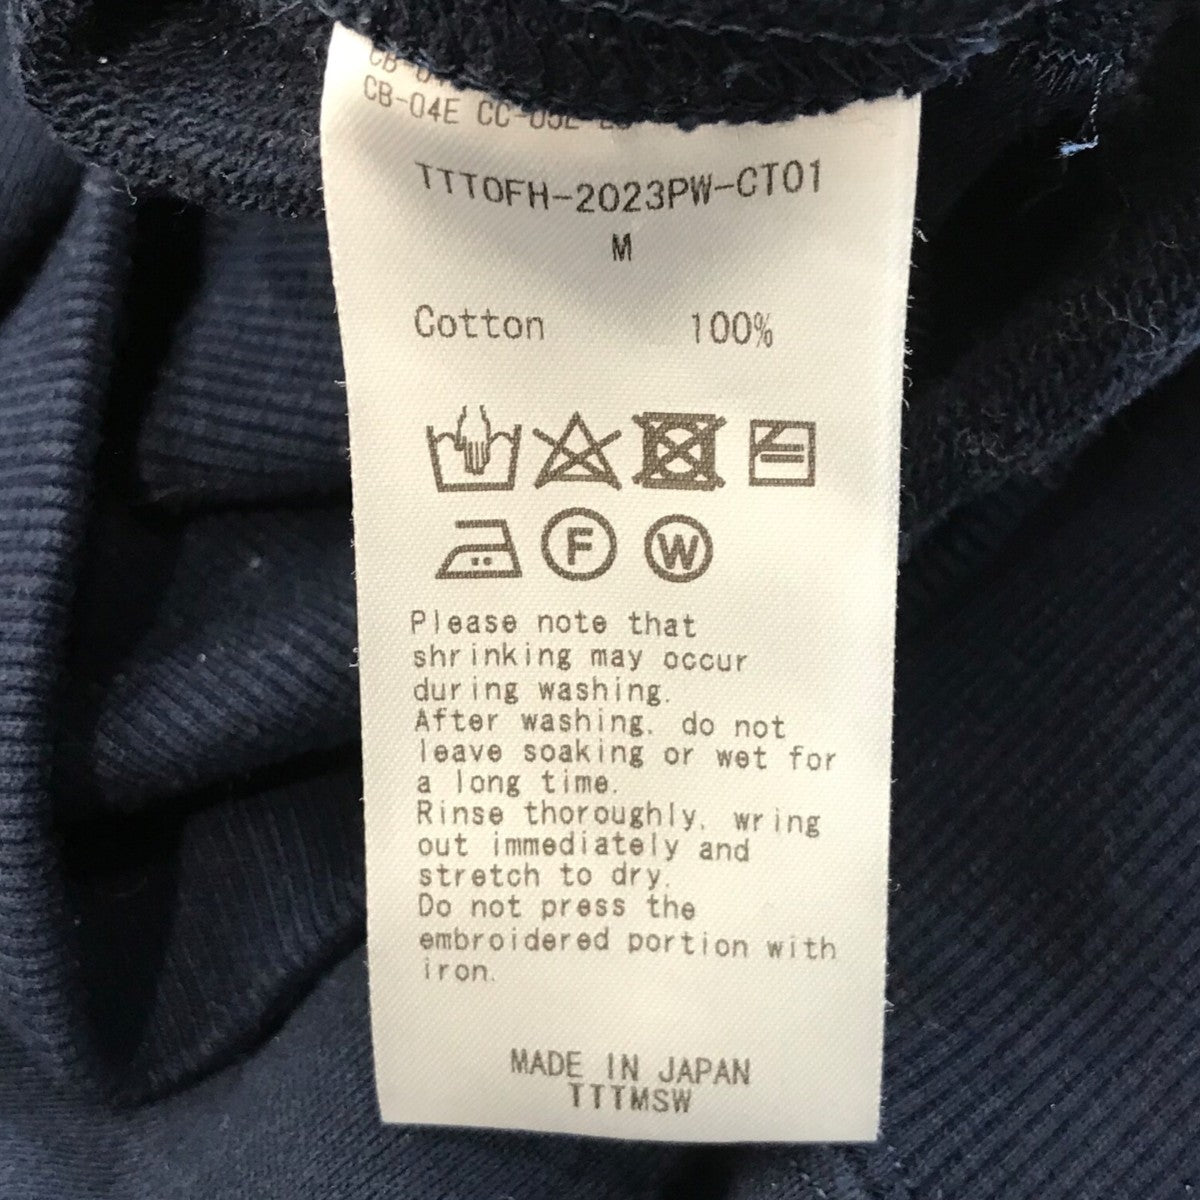 CB-04E
TTTOFH-2023PW-CT01
M
Cotton 100%
F W
Please note that
shrinking may occur
during washing.
After washing, do not
leave soaking or wet for
a long time.
Rinse thoroughly, wring
out immediately and
stretch to dry.
Do not press the
embroidered portion with
iron.
MADE IN JAPAN
TTTMSW